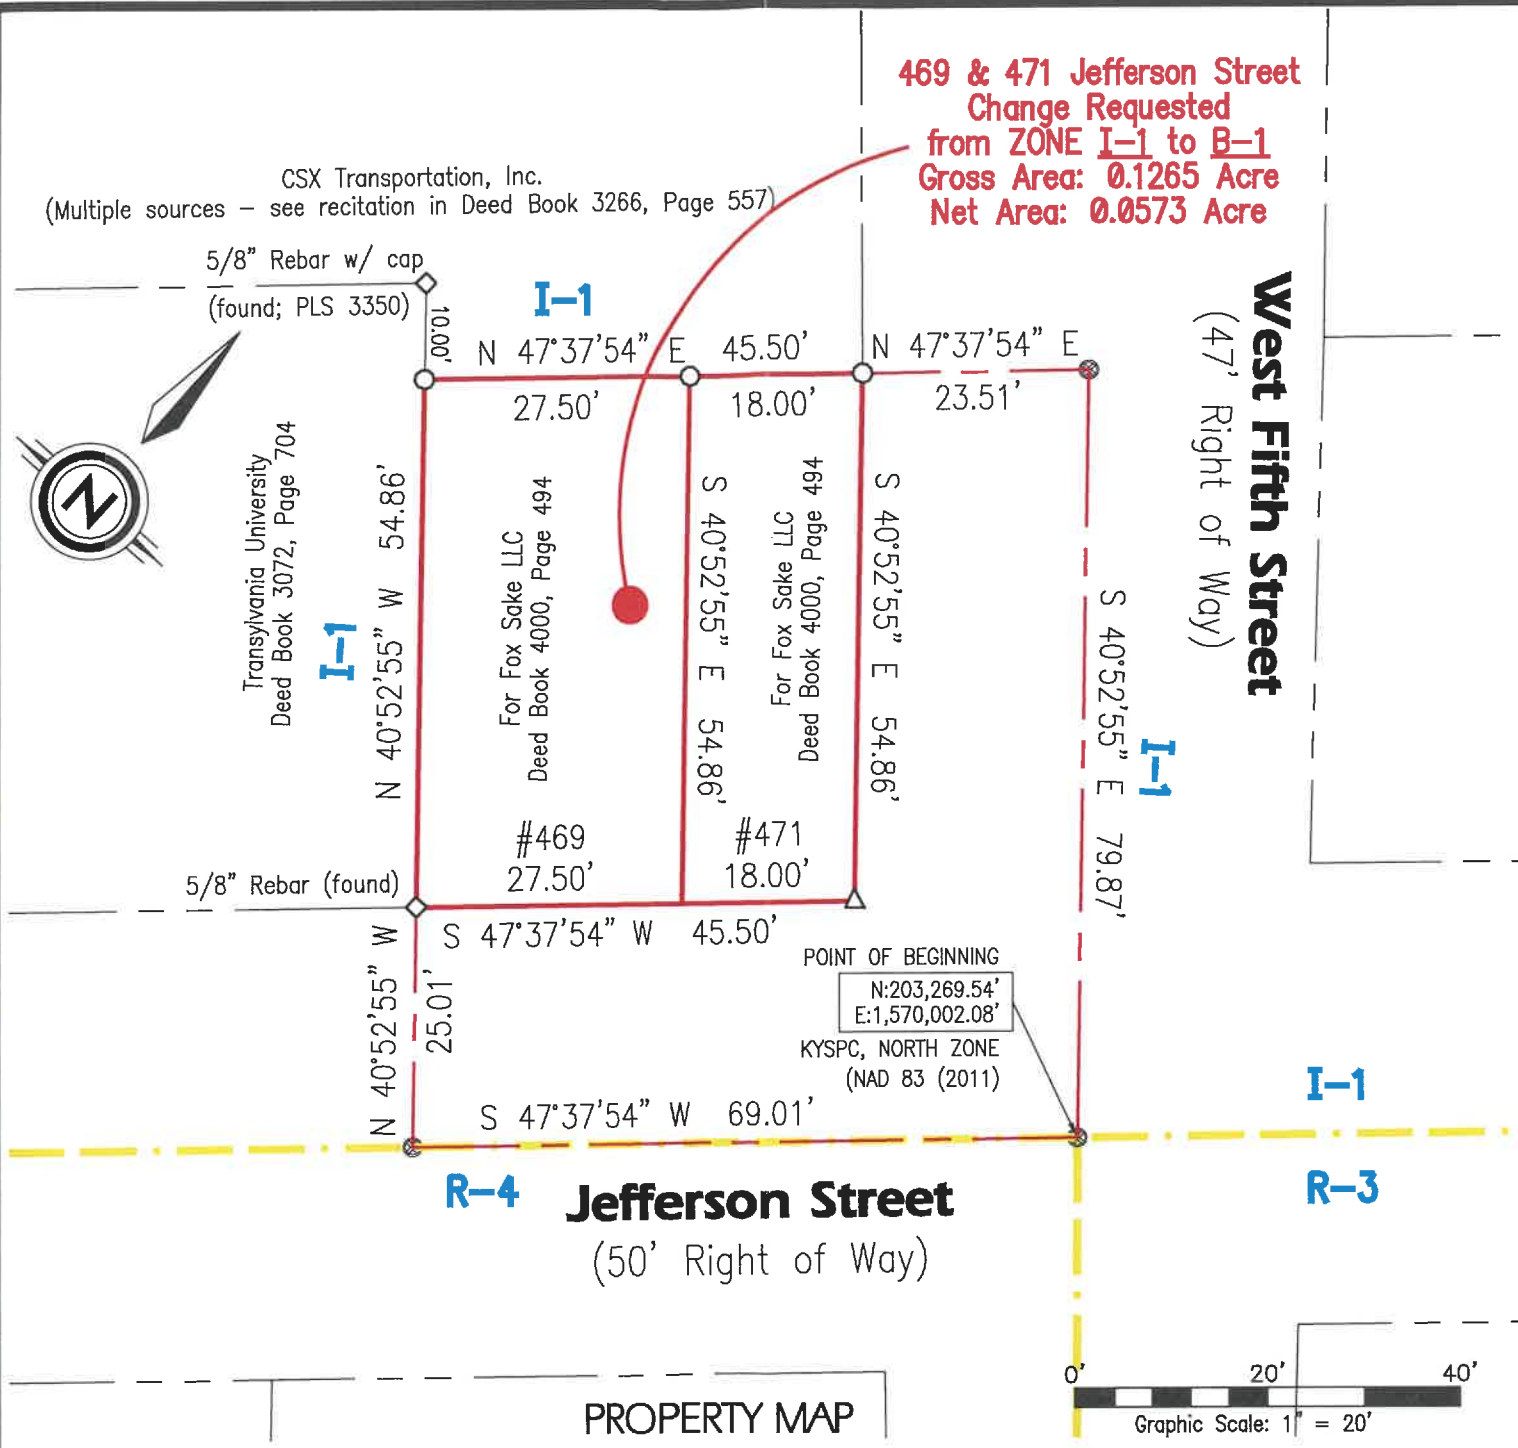 469 & 471 Jefferson Street
Change Requested
from ZONE I-1 to B-1
Gross Area: 0.1265 Acre
Net Area: 0.0573 Acre
CSX Transportation, Inc.
(Multiple sources – see recitation in Deed Book 3266, Page 557)
5/8" Rebar w/ cap
(found; PLS 3350)
10.00'
I-1
N 47°37'54" E 45.50'
N 47°37'54" E
27.50'
18.00'
23.51'
West Fifth Street
(47' Right of Way)
N
Transylvania University
Deed Book 3072, Page 704
I-1
N 40°52'55" W 54.86'
For Fox Sake LLC
Deed Book 4000, Page 494
S 40°52'55" E 54.86'
For Fox Sake LLC
Deed Book 4000, Page 494
S 40°52'55" E 54.86'
S 40°52'55" E 79.87'
I-1
#469
27.50'
#471
18.00'
5/8" Rebar (found)
S 47°37'54" W 45.50'
N 40°52'55" W
25.01'
POINT OF BEGINNING
N:203,269.54'
E:1,570,002.08'
KYSPC, NORTH ZONE
(NAD 83 (2011)
S 47°37'54" W 69.01'
I-1
R-4
Jefferson Street
(50' Right of Way)
R-3
0' 20' 40'
Graphic Scale: 1" = 20'
PROPERTY MAP